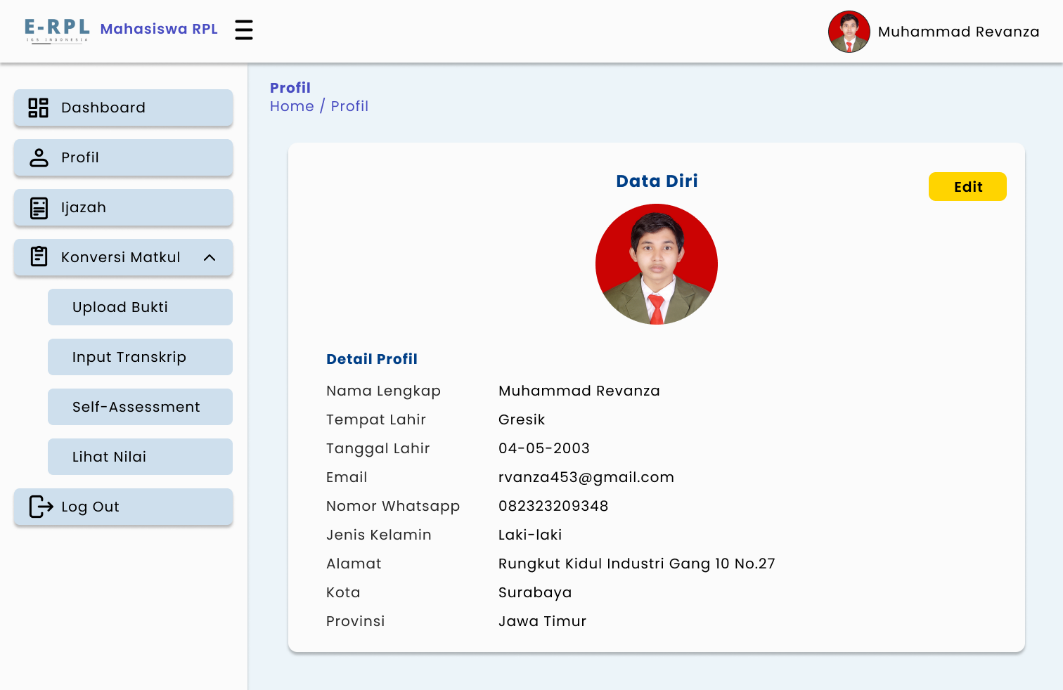 E-RPL
Mahasiswa RPL
Muhammad Revanza
Dashboard
Profil
Ijazah
Konversi Matkul
Upload Bukti
Input Transkrip
Self-Assessment
Lihat Nilai
Log Out
Profil
Home / Profil
Data Diri
Edit
Detail Profil
Nama Lengkap Muhammad Revanza
Tempat Lahir Gresik
Tanggal Lahir 04-05-2003
Email rvanza453@gmail.com
Nomor Whatsapp 082323209348
Jenis Kelamin Laki-laki
Alamat Rungkut Kidul Industri Gang 10 No.27
Kota Surabaya
Provinsi Jawa Timur